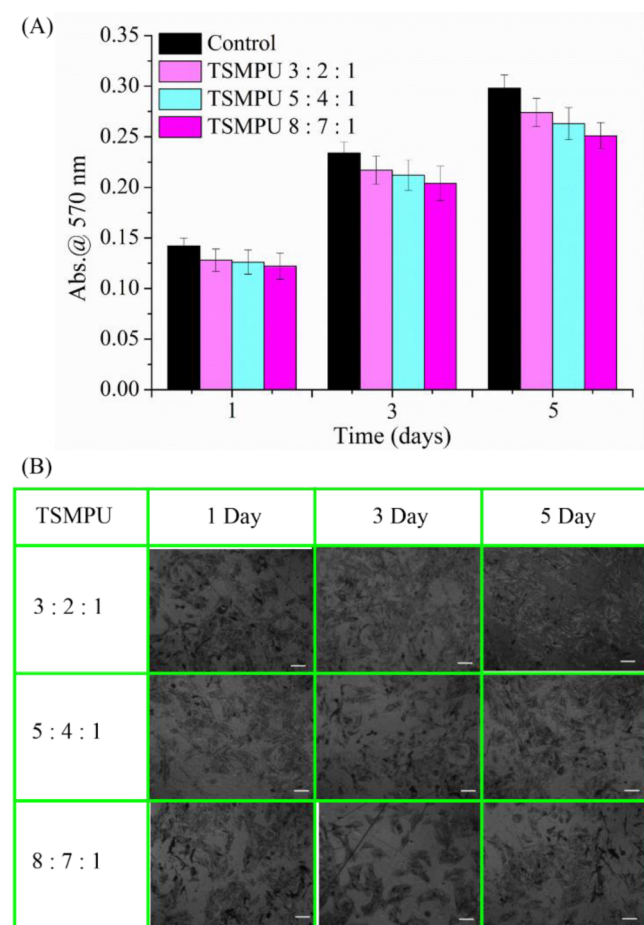 (A)
0.35
0.30
0.25
0.20
0.15
0.10
0.05
0.00
Abs.@ 570 nm
Control
TSMPU 3 : 2 : 1
TSMPU 5 : 4 : 1
TSMPU 8 : 7 : 1
1 3 5
Time (days)
(B)
TSMPU 1 Day 3 Day 5 Day
3 : 2 : 1
5 : 4 : 1
8 : 7 : 1